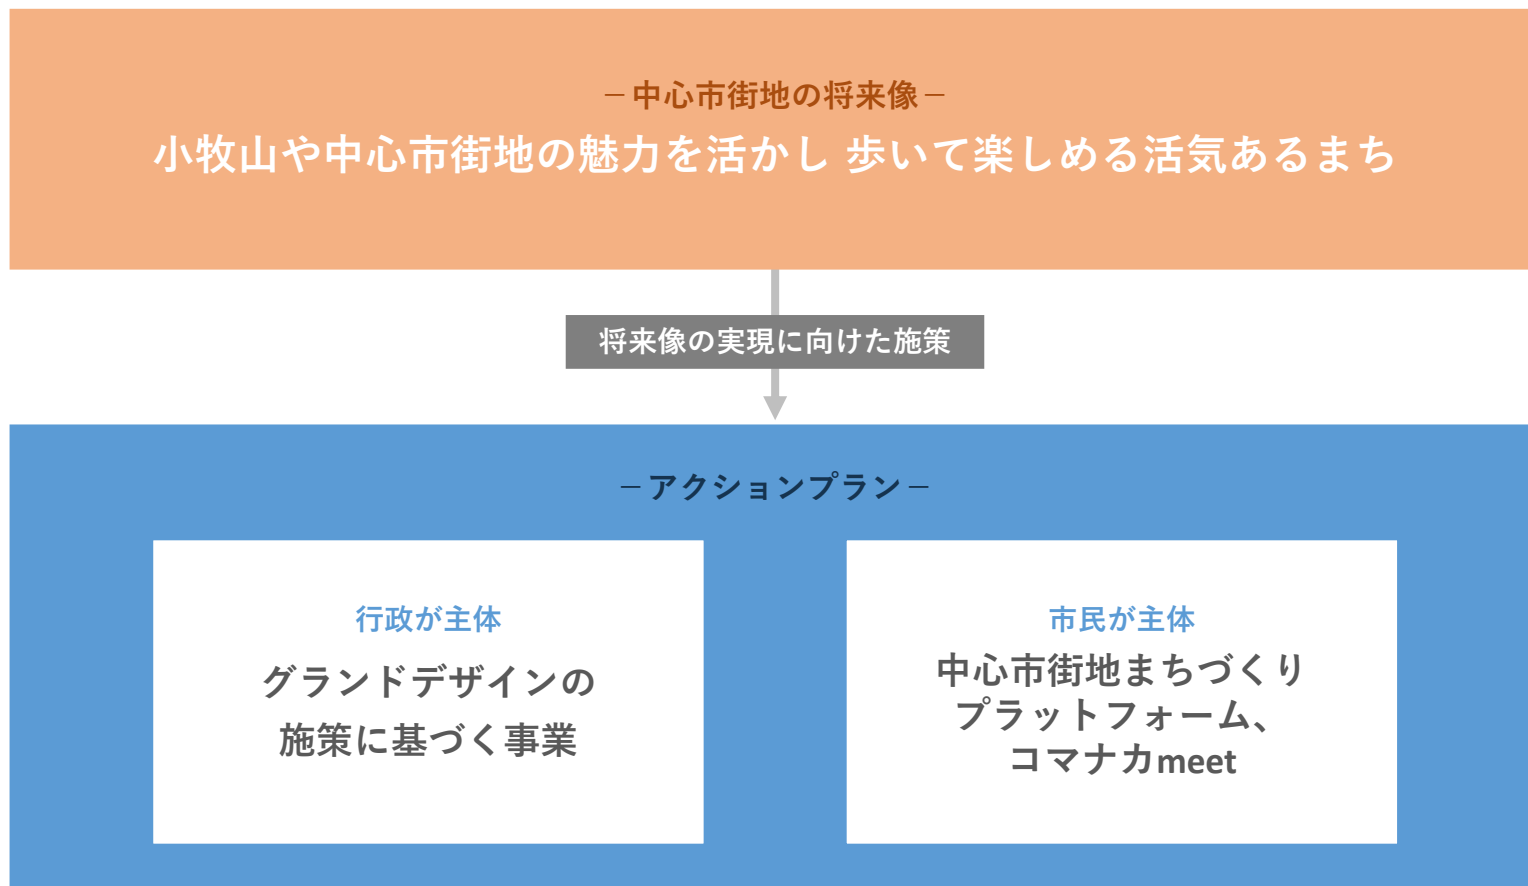 －中心市街地の将来像－
小牧山や中心市街地の魅力を活かし 歩いて楽しめる活気あるまち
将来像の実現に向けた施策
－アクションプラン－
行政が主体
グランドデザインの
施策に基づく事業
市民が主体
中心市街地まちづくり
プラットフォーム、
コマナカmeet